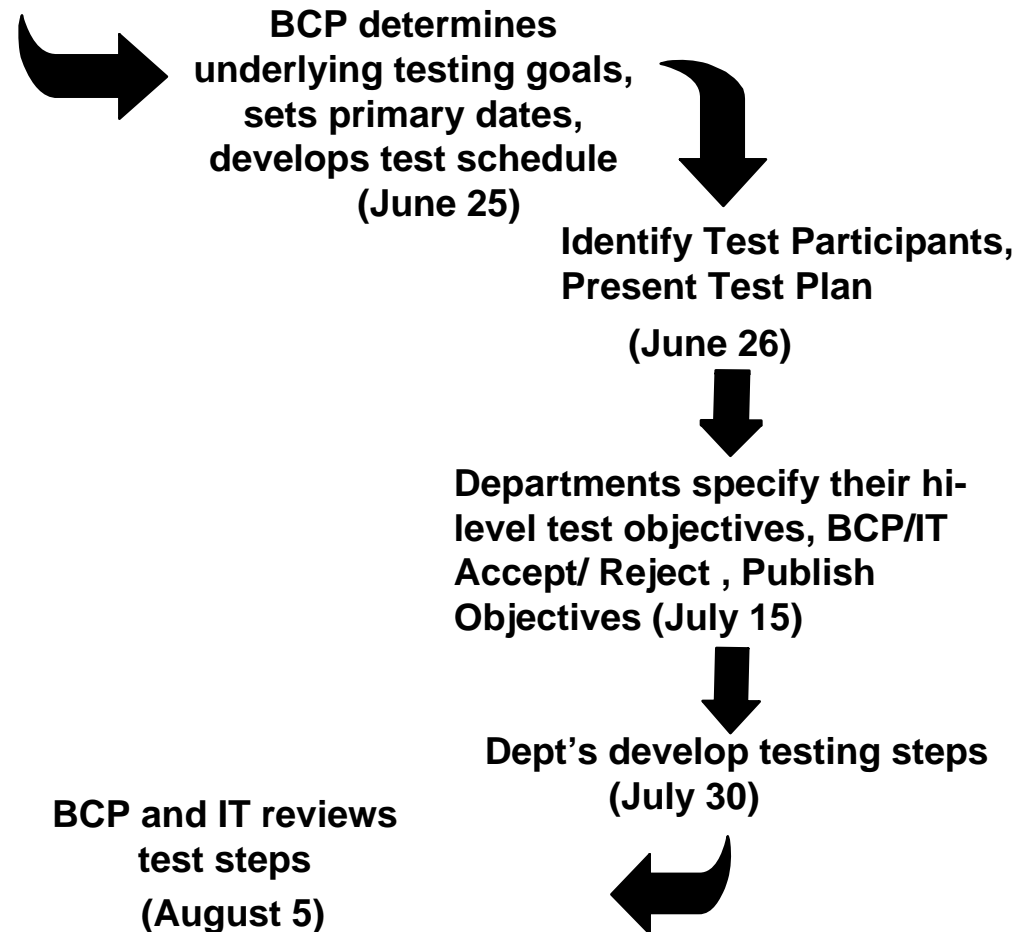 BCP determines
underlying testing goals,
sets primary dates,
develops test schedule
(June 25)
Identify Test Participants,
Present Test Plan
(June 26)
Departments specify their hi-
level test objectives, BCP/IT
Accept/ Reject , Publish
Objectives (July 15)
Dept’s develop testing steps
(July 30)
BCP and IT reviews
test steps
(August 5)